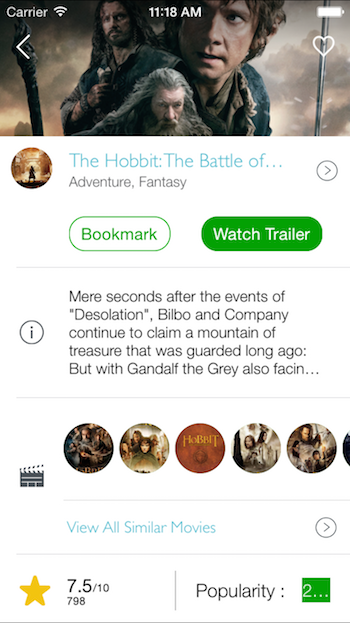 Carrier 11:18 AM
The Hobbit: The Battle of…
Adventure, Fantasy
Bookmark Watch Trailer
Mere seconds after the events of
"Desolation", Bilbo and Company
continue to claim a mountain of
treasure that was guarded long ago:
But with Gandalf the Grey also facin…
HOBBIT
View All Similar Movies
7.5/10
798
Popularity : 2…